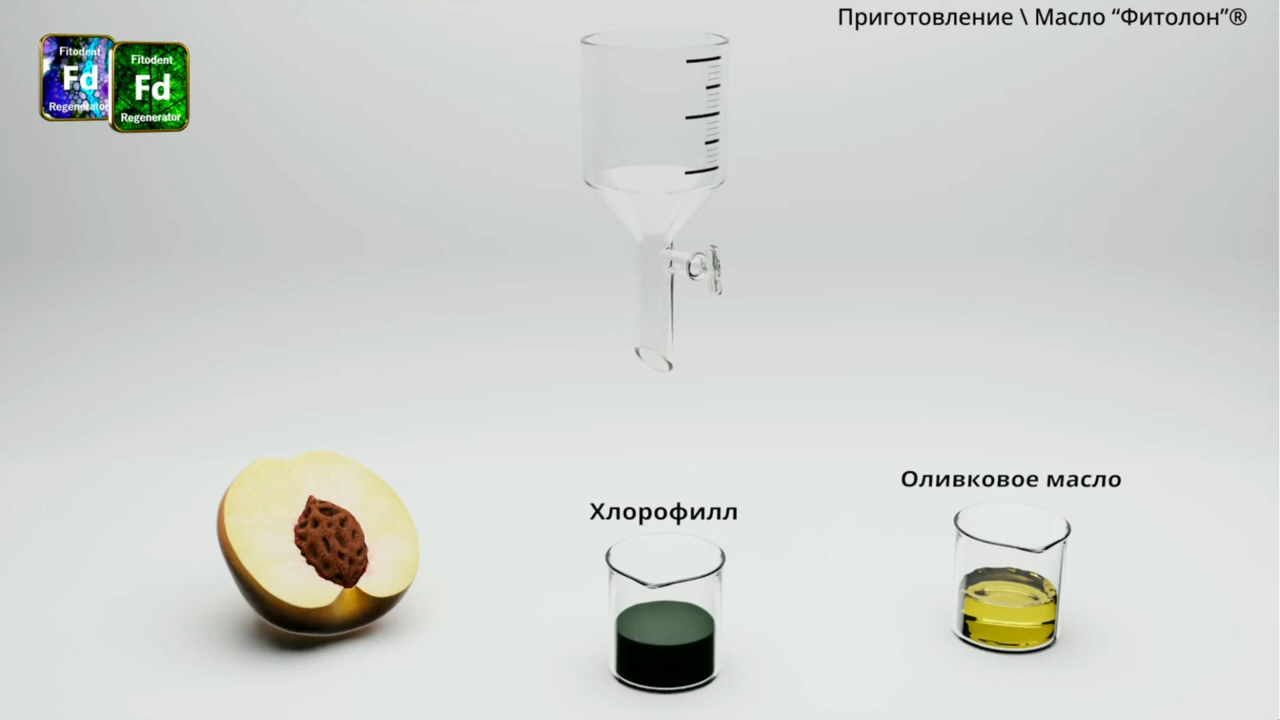 Приготовление \ Масло “Фитолон”®
Fitodent
Fd
Regenerator
Fitodent
Fd
Regenerator
Оливковое масло
Хлорофилл